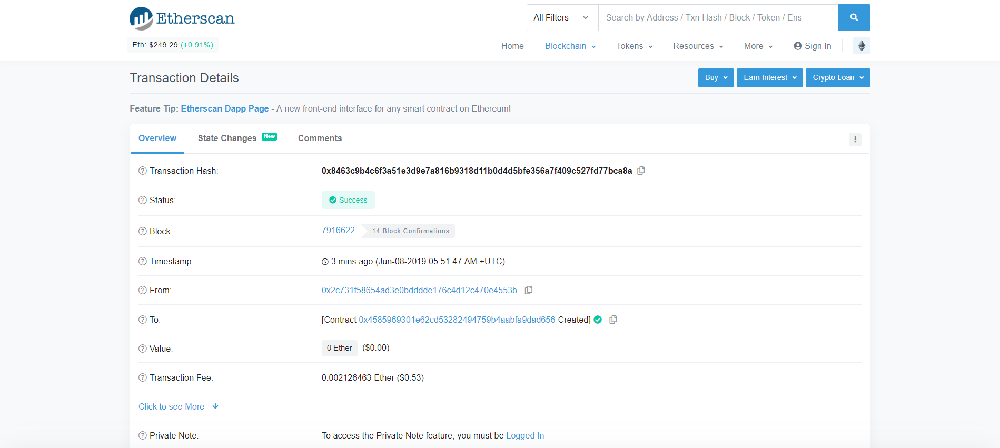 Etherscan
All Filters
Search by Address / Txn Hash / Block / Token / Ens
Eth: $249.29 (+0.91%)
Home Blockchain Tokens Resources More Sign In
Transaction Details
Buy Earn Interest Crypto Loan
Feature Tip: Etherscan Dapp Page - A new front-end interface for any smart contract on Ethereum!
Overview State Changes New Comments
Transaction Hash: 0x8463c9b4c6f3a51e3d9e7a816b9318d11b0d4d5bfe356a7f409c527fd77bca8a
Status: Success
Block: 7916622 14 Block Confirmations
Timestamp: 3 mins ago (Jun-08-2019 05:51:47 AM +UTC)
From: 0x2c731f58654ad3e0bdddde176c4d12c470e4553b
To: [Contract 0x4585969301e62cd53282494759b4aabfa9dad656 Created]
Value: 0 Ether ($0.00)
Transaction Fee: 0.002126463 Ether ($0.53)
Click to see More
Private Note: To access the Private Note feature, you must be Logged In